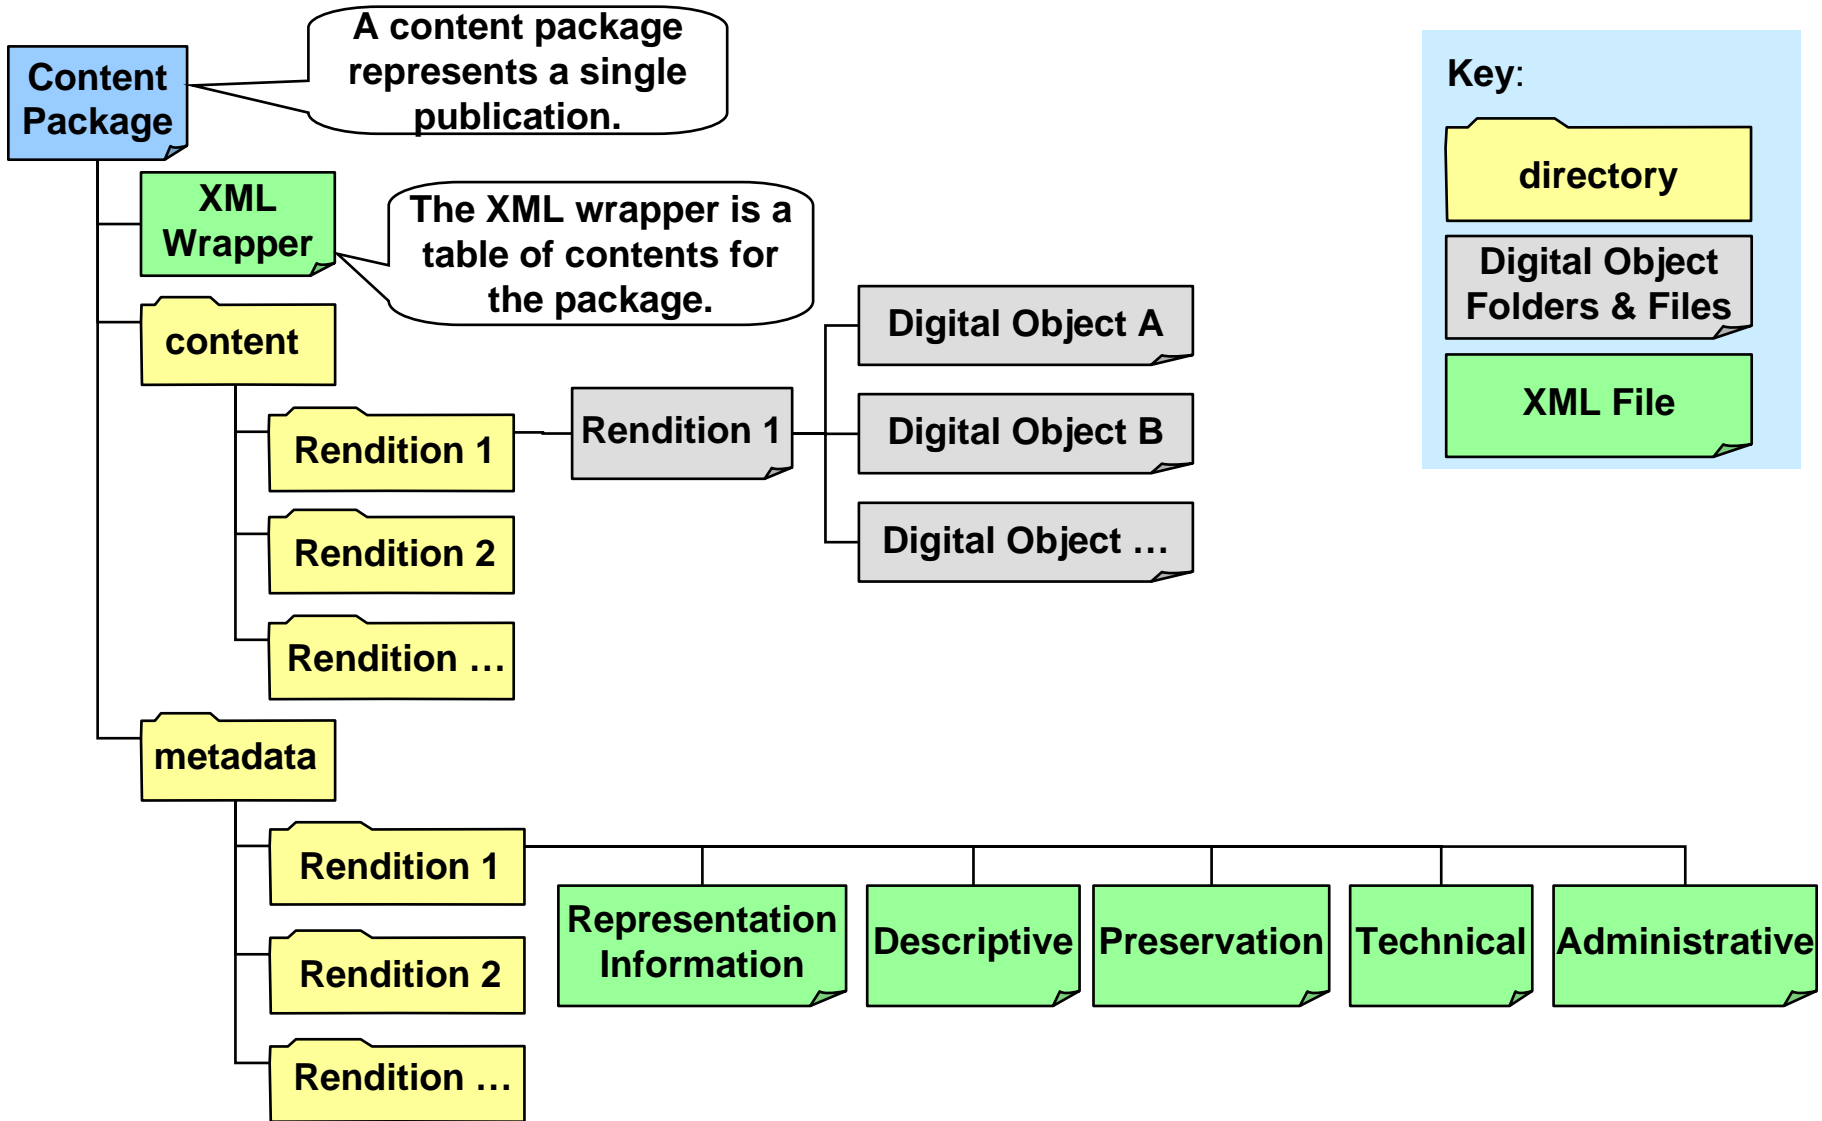 Content
Package
A content package
represents a single
publication.
XML
Wrapper
The XML wrapper is a
table of contents for
the package.
content
Rendition 1
Rendition 2
Rendition …
Rendition 1
Digital Object A
Digital Object B
Digital Object …
metadata
Rendition 1
Rendition 2
Rendition …
Representation
Information
Descriptive
Preservation
Technical
Administrative
Key:
directory
Digital Object
Folders & Files
XML File